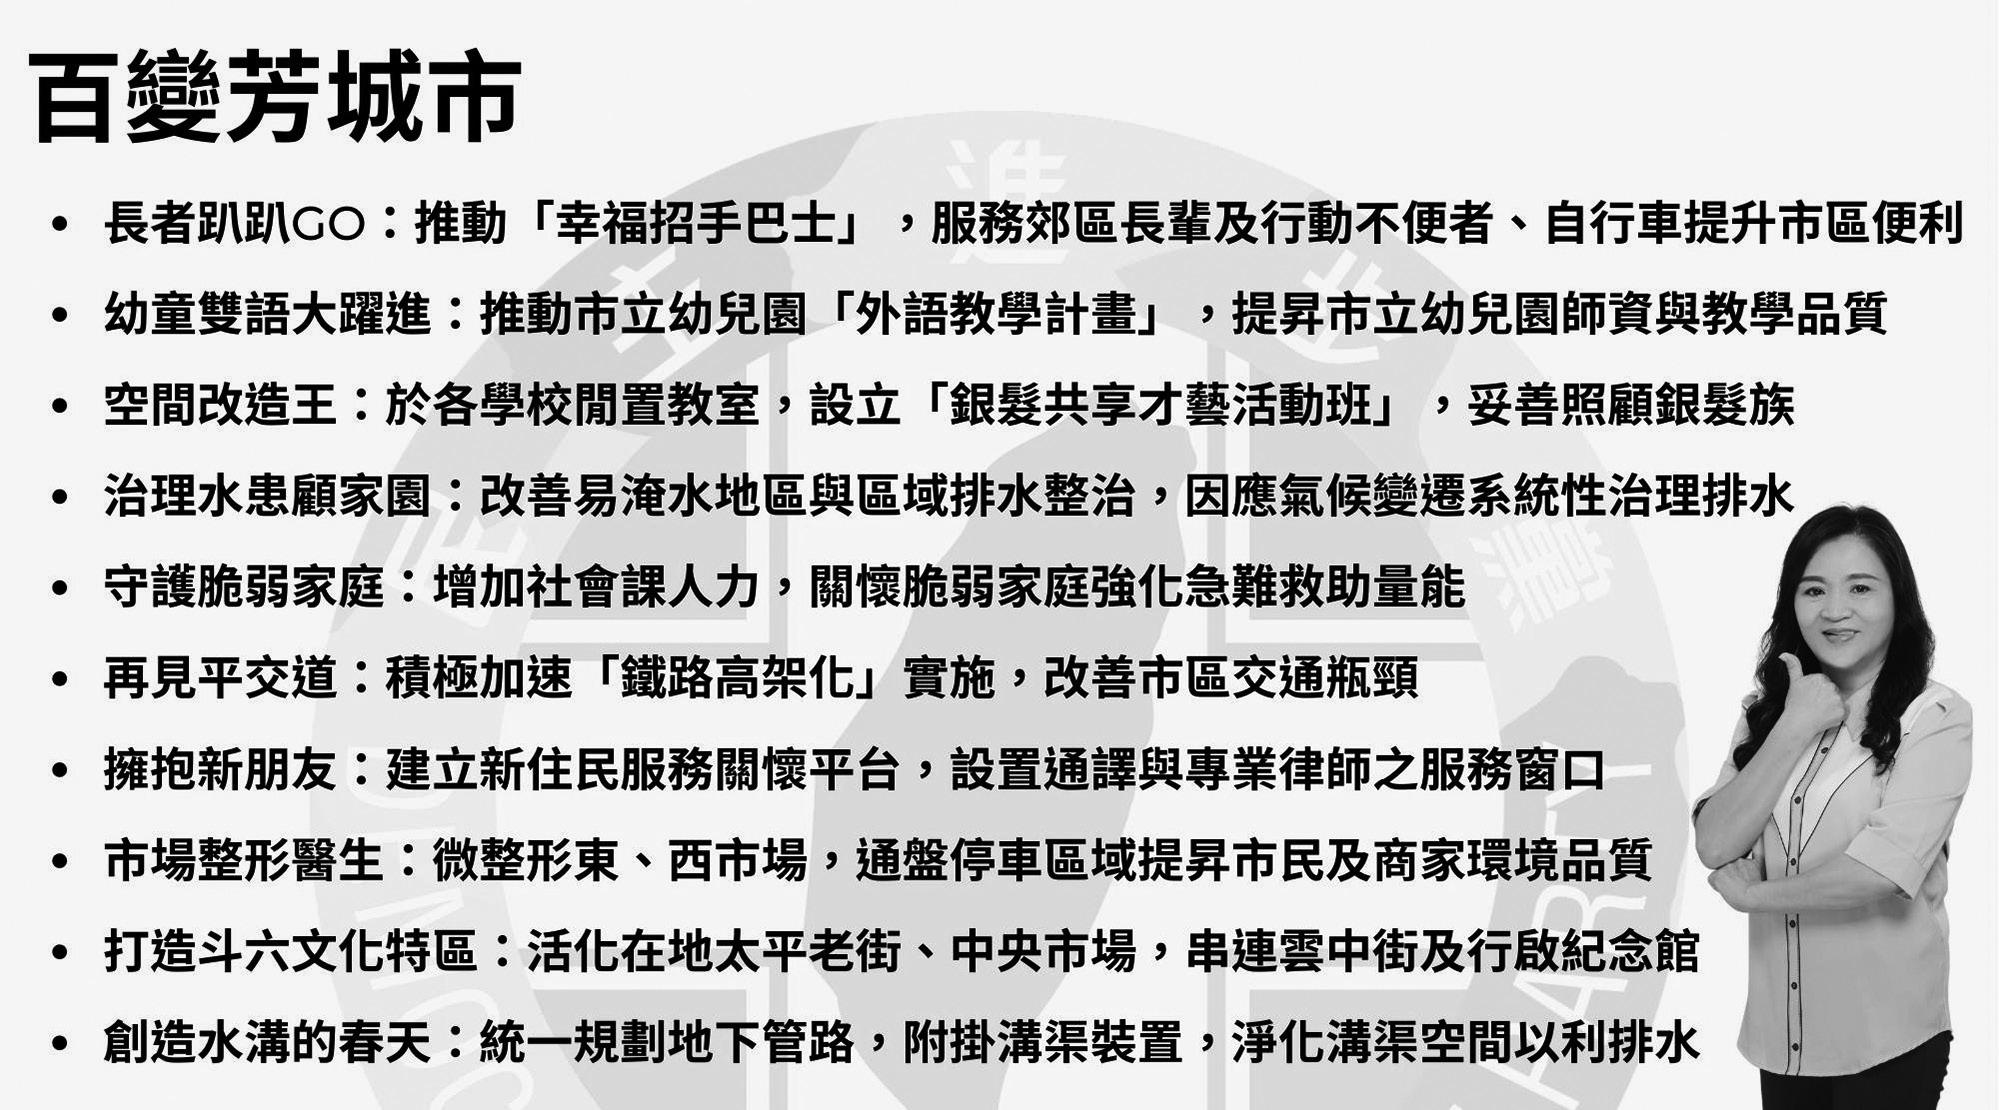 百變芳城市
• 長者趴趴GO：推動「幸福招手巴士」，服務郊區長輩及行動不便者、自行車提升市區便利
• 幼童雙語大躍進：推動市立幼兒園「外語教學計畫」，提昇市立幼兒園師資與教學品質
• 空間改造王：於各學校閒置教室，設立「銀髮共享才藝活動班」，妥善照顧銀髮族
• 治理水患顧家園：改善易淹水地區與區域排水整治，因應氣候變遷系統性治理排水
• 守護脆弱家庭：增加社會課人力，關懷脆弱家庭強化急難救助量能
• 再見平交道：積極加速「鐵路高架化」實施，改善市區交通瓶頸
• 擁抱新朋友：建立新住民服務關懷平台，設置通譯與專業律師之服務窗口
• 市場整形醫生：微整形東、西市場，通盤停車區域提昇市民及商家環境品質
• 打造斗六文化特區：活化在地太平老街、中央市場，串連雲中街及行啟紀念館
• 創造水溝的春天：統一規劃地下管路，附掛溝渠裝置，淨化溝渠空間以利排水
進
步
黨
PARTY